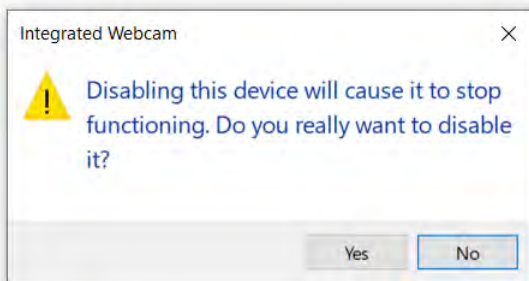 Integrated Webcam
Disabling this device will cause it to stop
functioning. Do you really want to disable
it?
Yes
No